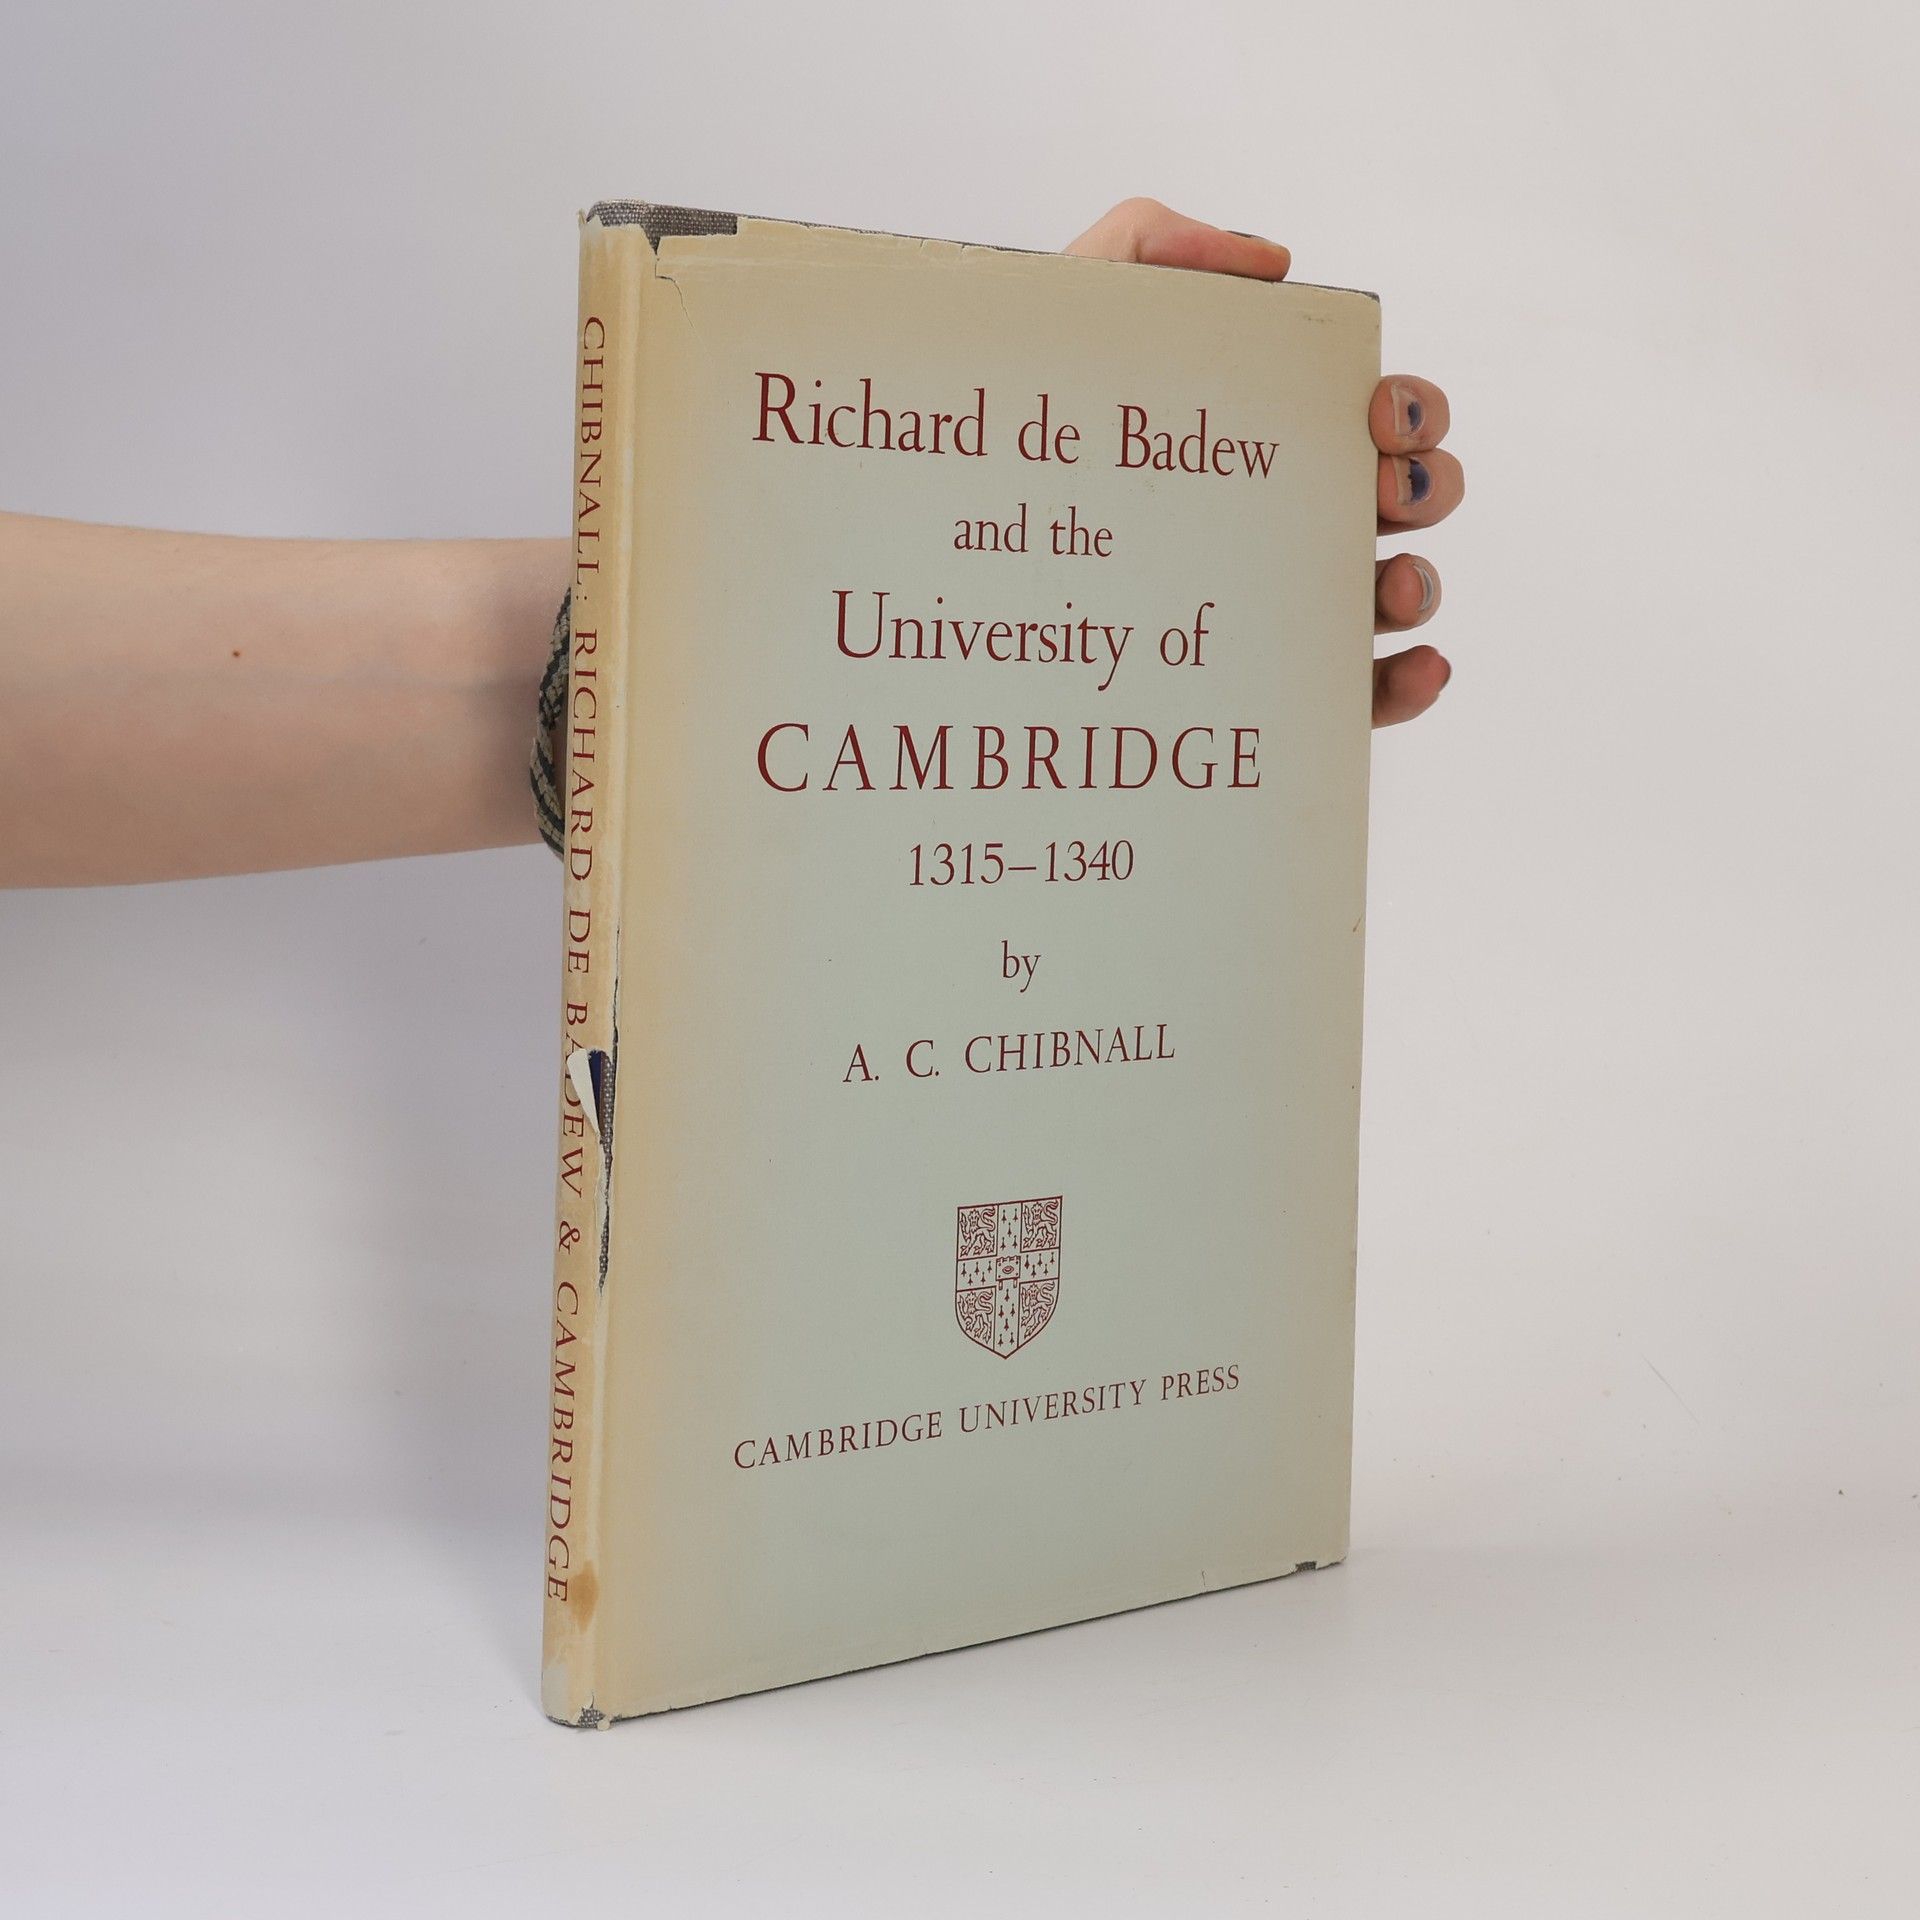 CHIBNALL: RICHARD DE BADEW & CAMBRIDGE
Richard de Badew
and the
University of
CAMBRIDGE
1315–1340
by
A. C. CHIBNALL
CAMBRIDGE UNIVERSITY PRESS